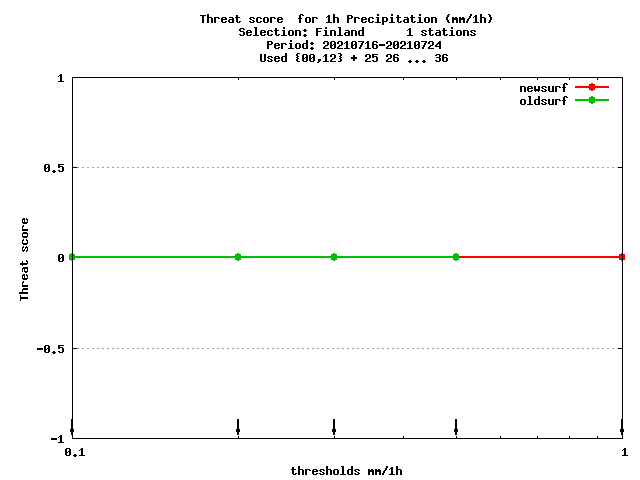 Threat score  for 1h Precipitation (mm/1h)
Selection: Finland      1 stations
Period: 20210716-20210724
Used {00,12} + 25 26 ... 36
newsurf
oldsurf
1
0.5
0
-0.5
-1
Threat score
0.1
1
thresholds mm/1h